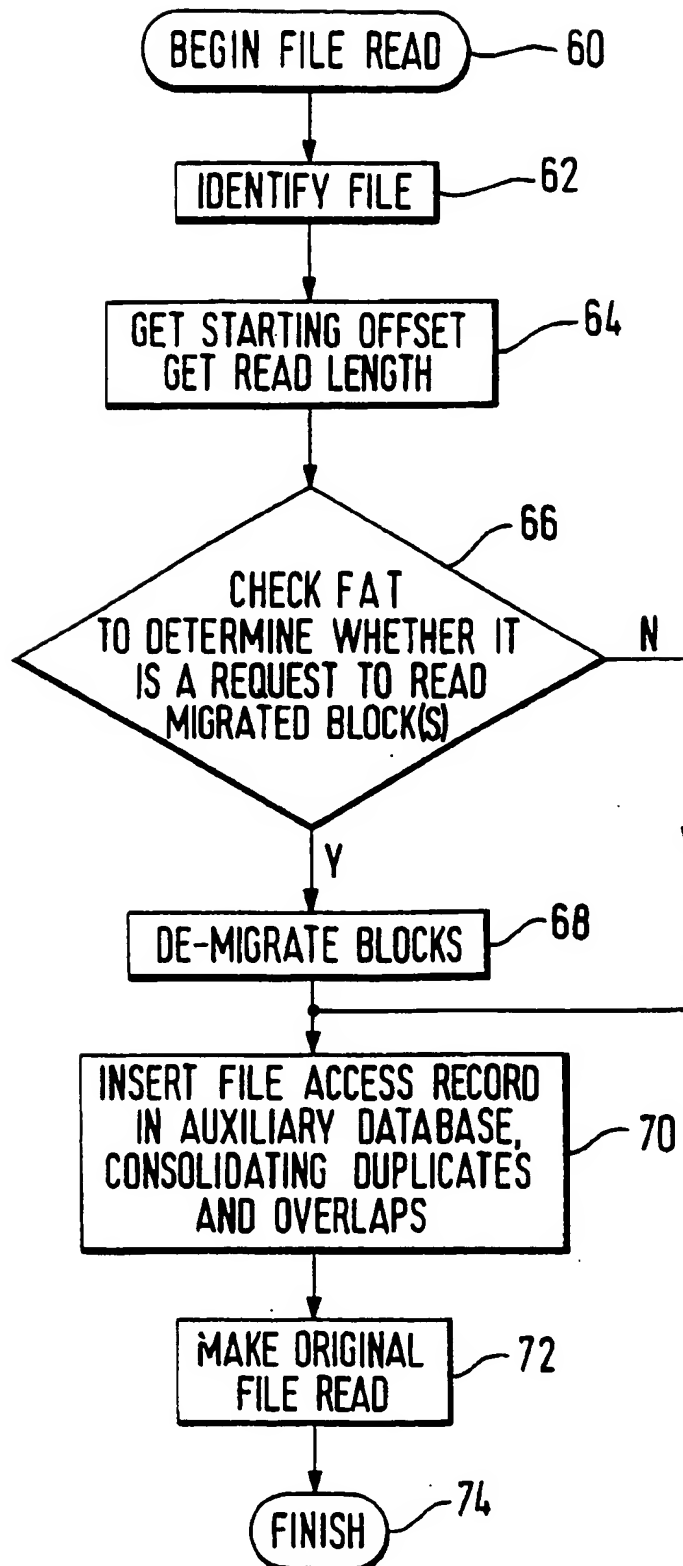 BEGIN FILE READ
60
IDENTIFY FILE
62
GET STARTING OFFSET
GET READ LENGTH
64
66
CHECK FAT
TO DETERMINE WHETHER IT
IS A REQUEST TO READ
MIGRATED BLOCK(S)
N
Y
DE-MIGRATE BLOCKS
68
INSERT FILE ACCESS RECORD
IN AUXILIARY DATABASE,
CONSOLIDATING DUPLICATES
AND OVERLAPS
70
MAKE ORIGINAL
FILE READ
72
FINISH
74